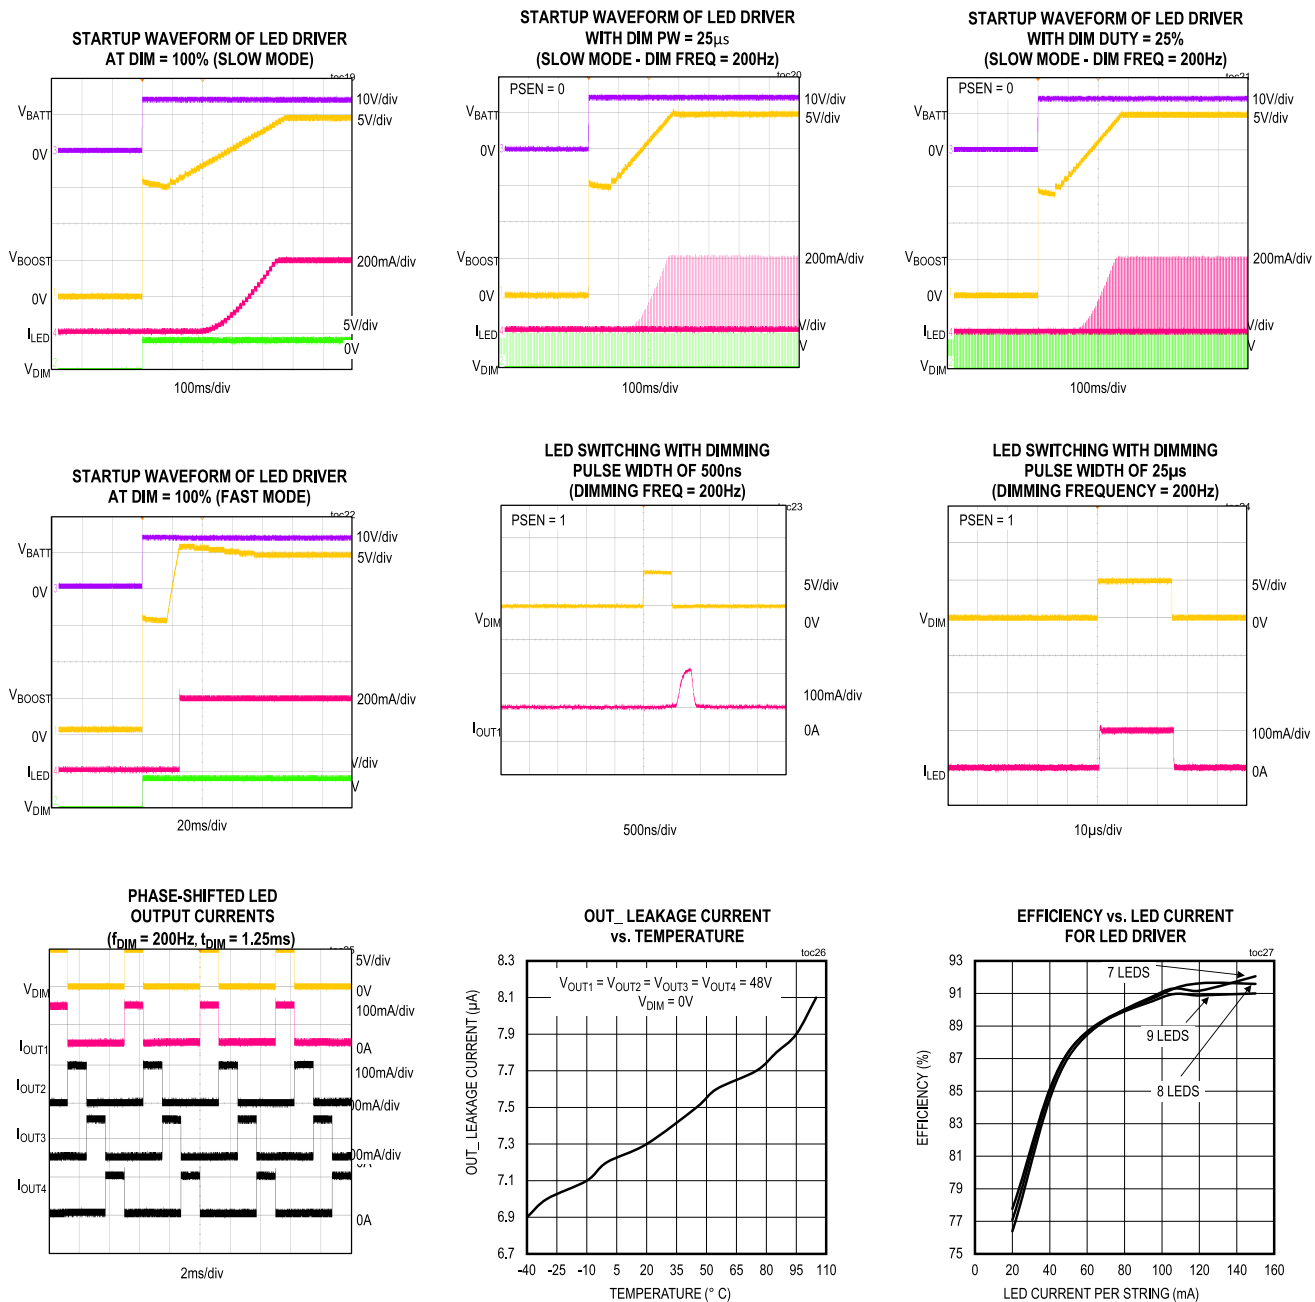 STARTUP WAVEFORM OF LED DRIVER
AT DIM = 100% (SLOW MODE)
toc19
VBATT
0V
10V/div
5V/div
VBOOST
0V
200mA/div
ILED
5V/div
0V
VDIM
100ms/div
STARTUP WAVEFORM OF LED DRIVER
WITH DIM PW = 25µs
(SLOW MODE - DIM FREQ = 200Hz)
toc20
PSEN = 0
VBATT
0V
10V/div
5V/div
VBOOST
0V
200mA/div
ILED
V/div
V
VDIM
100ms/div
STARTUP WAVEFORM OF LED DRIVER
WITH DIM DUTY = 25%
(SLOW MODE - DIM FREQ = 200Hz)
toc21
PSEN = 0
VBATT
0V
10V/div
5V/div
VBOOST
0V
200mA/div
ILED
V/div
V
VDIM
100ms/div
STARTUP WAVEFORM OF LED DRIVER
AT DIM = 100% (FAST MODE)
toc22
VBATT
0V
10V/div
5V/div
VBOOST
0V
200mA/div
ILED
V/div
V
VDIM
20ms/div
LED SWITCHING WITH DIMMING
PULSE WIDTH OF 500ns
(DIMMING FREQ = 200Hz)
toc23
PSEN = 1
5V/div
VDIM
0V
100mA/div
IOUT1
0A
500ns/div
LED SWITCHING WITH DIMMING
PULSE WIDTH OF 25µs
(DIMMING FREQUENCY = 200Hz)
PSEN = 1
5V/div
VDIM
0V
100mA/div
ILED
0A
10µs/div
PHASE-SHIFTED LED
OUTPUT CURRENTS
(fDIM = 200Hz, tDIM = 1.25ms)
5V/div
VDIM
0V
100mA/div
IOUT1
0A
100mA/div
IOUT2
00mA/div
IOUT3
00mA/div
0A
IOUT4
0A
2ms/div
OUT_ LEAKAGE CURRENT
vs. TEMPERATURE
toc26
VOUT1 = VOUT2 = VOUT3 = VOUT4 = 48V
VDIM = 0V
OUT_ LEAKAGE CURRENT (µA)
8.3
8.1
7.9
7.7
7.5
7.3
7.1
6.9
6.7
-40 -25 -10 5 20 35 50 65 80 95 110
TEMPERATURE (° C)
EFFICIENCY vs. LED CURRENT
FOR LED DRIVER
toc27
7 LEDS
9 LEDS
8 LEDS
EFFICIENCY (%)
93
91
89
87
85
83
81
79
77
75
0 20 40 60 80 100 120 140 160
LED CURRENT PER STRING (mA)